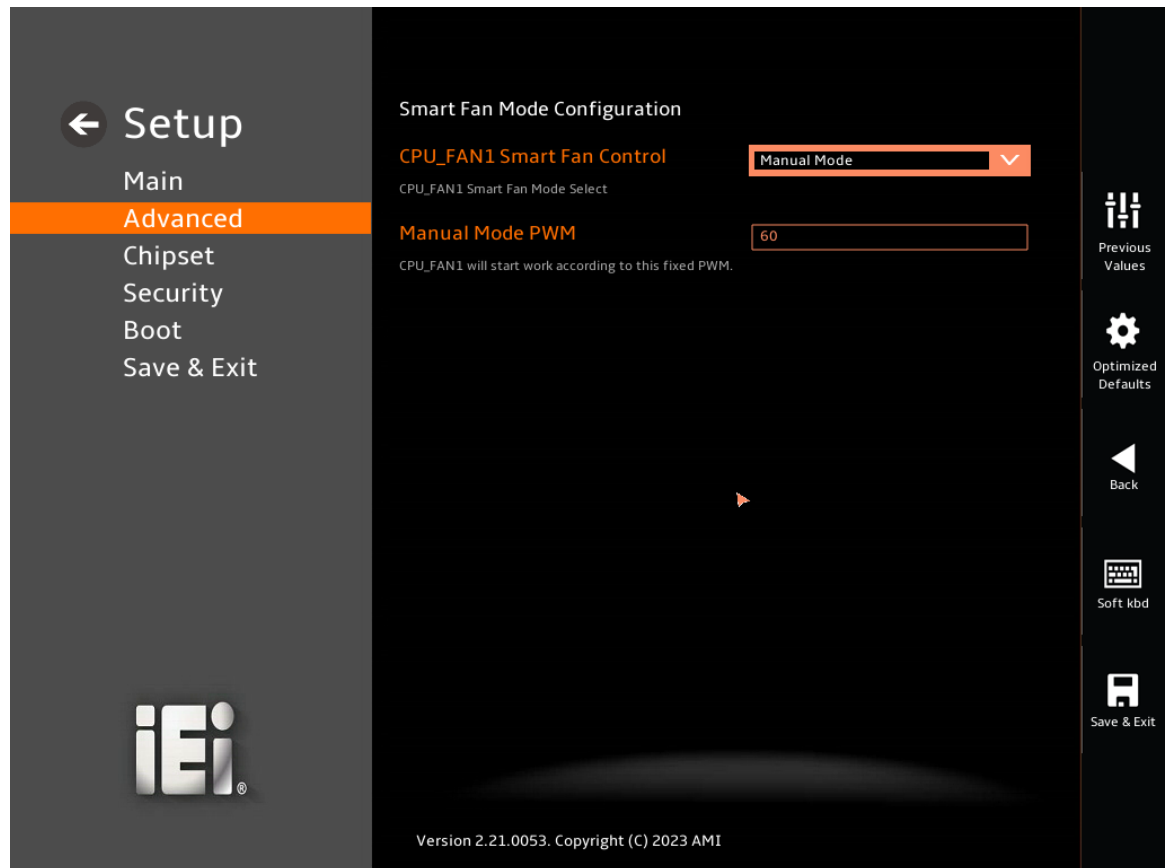 Setup
Main
Advanced
Chipset
Security
Boot
Save & Exit
iEi®
Smart Fan Mode Configuration
CPU_FAN1 Smart Fan Control
Manual Mode
CPU_FAN1 Smart Fan Mode Select
Manual Mode PWM
60
CPU_FAN1 will start work according to this fixed PWM.
Version 2.21.0053. Copyright (C) 2023 AMI
Previous
Values
Optimized
Defaults
Back
Soft kbd
Save & Exit